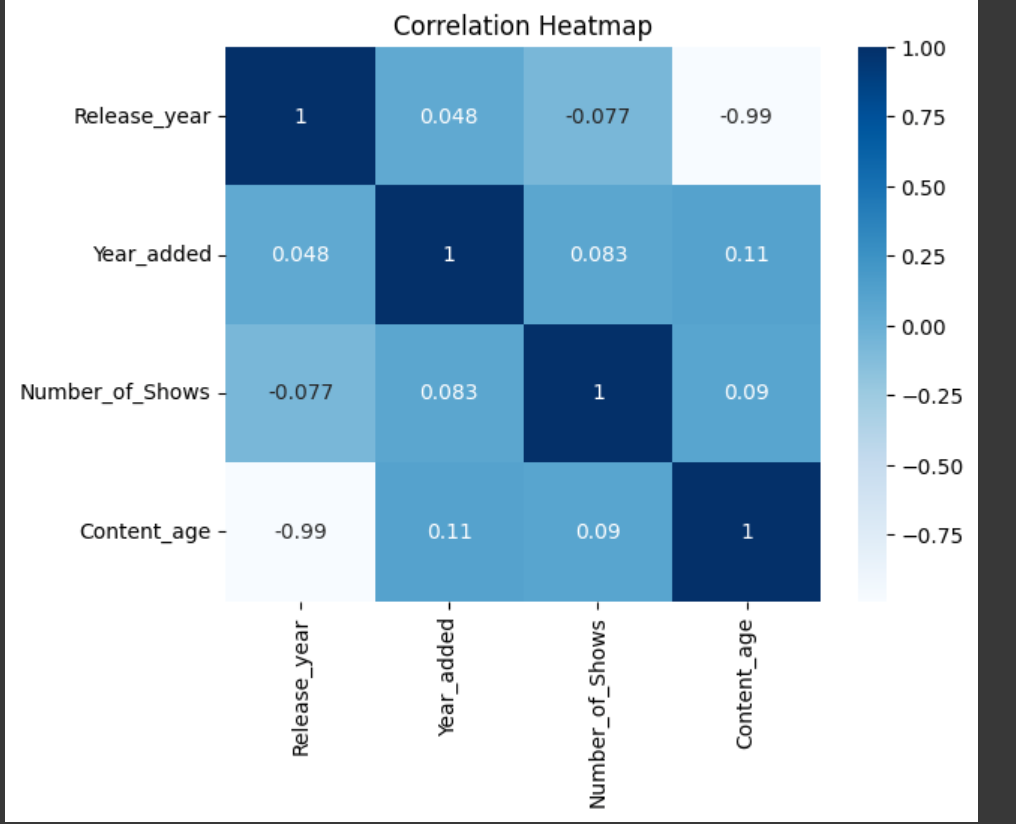 Correlation Heatmap
Release_year 1 0.048 -0.077 -0.99
Year_added 0.048 1 0.083 0.11
Number_of_Shows -0.077 0.083 1 0.09
Content_age -0.99 0.11 0.09 1
Release_year
Year_added
Number_of_Shows
Content_age
1.00
0.75
0.50
0.25
0.00
−0.25
−0.50
−0.75